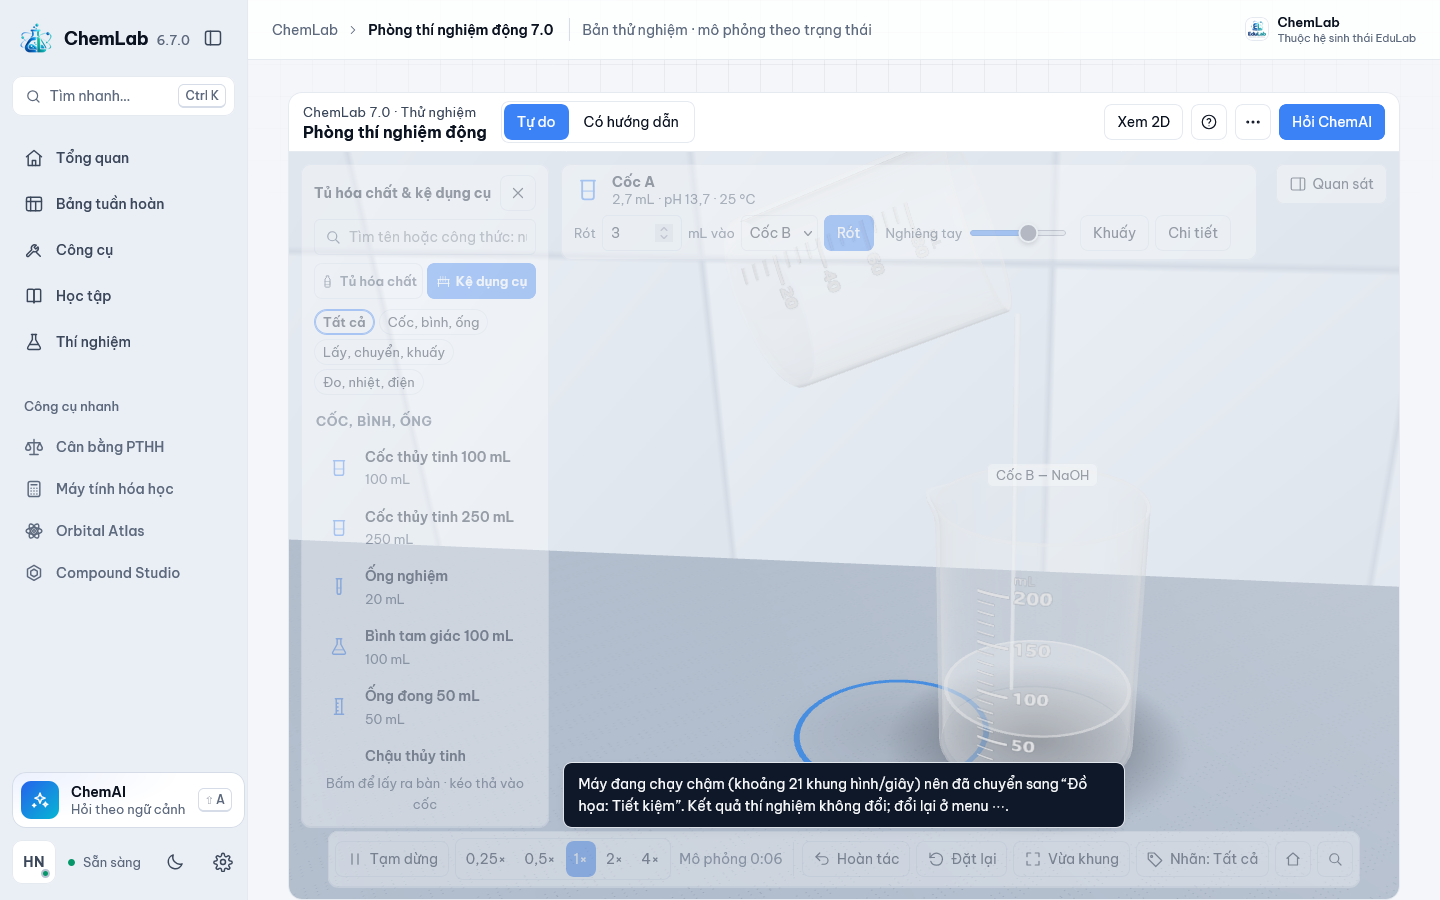 ChemLab 6.7.0
Tìm nhanh... Ctrl K
Tổng quan
Bảng tuần hoàn
Công cụ
Học tập
Thí nghiệm
Công cụ nhanh
Cân bằng PTHH
Máy tính hóa học
Orbital Atlas
Compound Studio
ChemAI
Hỏi theo ngữ cảnh
⇧ A
HN
Sẵn sàng
ChemLab › Phòng thí nghiệm động 7.0
Bản thử nghiệm · mô phỏng theo trạng thái
EduLab
ChemLab
Thuộc hệ sinh thái EduLab
ChemLab 7.0 · Thử nghiệm
Phòng thí nghiệm động
Tự do
Có hướng dẫn
Xem 2D
Hỏi ChemAI
Tủ hóa chất & kệ dụng cụ
Tìm tên hoặc công thức:
Tủ hóa chất
Kệ dụng cụ
Tất cả
Cốc, bình, ống
Lấy, chuyển, khuấy
Đo, nhiệt, điện
CỐC, BÌNH, ỐNG
Cốc thủy tinh 100 mL
100 mL
Cốc thủy tinh 250 mL
250 mL
Ống nghiệm
20 mL
Bình tam giác 100 mL
100 mL
Ống đong 50 mL
50 mL
Chậu thủy tinh
Bấm để lấy ra bàn · kéo thả vào
cốc
Cốc A
2,7 mL · pH 13,7 · 25 °C
Rót 3 mL vào Cốc B Rót Nghiêng tay Khuấy Chi tiết
Quan sát
20
40
60
Cốc B — NaOH
mL
200
150
100
50
Máy đang chạy chậm (khoảng 21 khung hình/giây) nên đã chuyển sang “Đồ
họa: Tiết kiệm”. Kết quả thí nghiệm không đổi; đổi lại ở menu ⋯.
Tạm dừng
0,25× 0,5× 1× 2× 4×
Mô phỏng 0:06
Hoàn tác
Đặt lại
Vừa khung
Nhãn: Tất cả